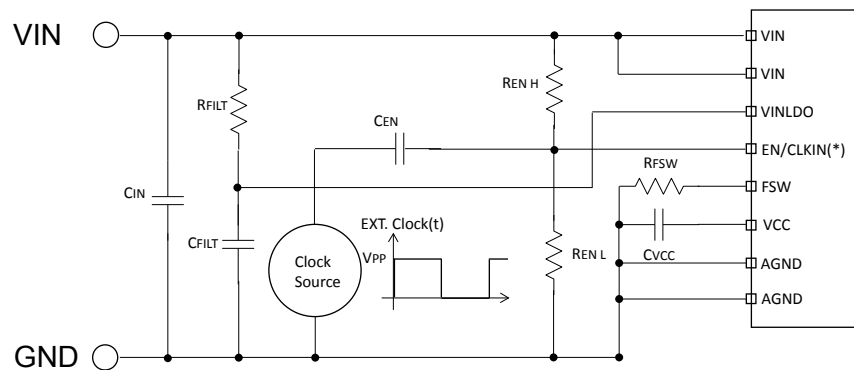 VIN
VIN
VIN
RFILT
REN H
CEN
VINLDO
EN/CLKIN(*)
RFSW
FSW
CIN
EXT. Clock(t)
VCC
CFILT
VPP
Clock
Source
REN L
CVCC
AGND
AGND
GND